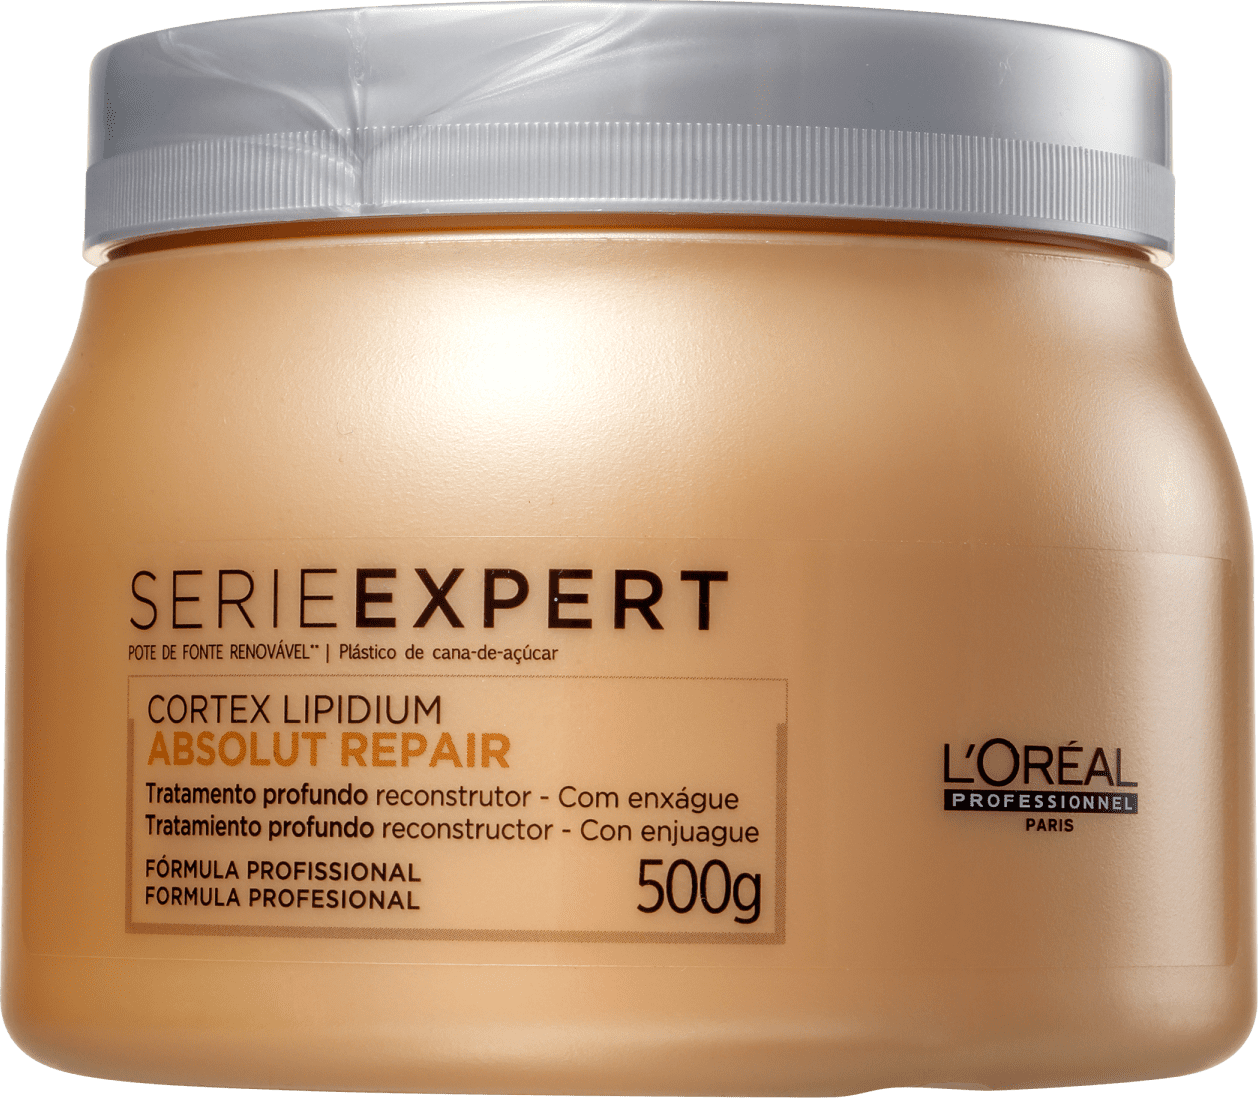 SERIEEXPERT
POTE DE FONTE RENOVÁVEL** | Plástico de cana-de-açúcar
CORTEX LIPIDIUM
ABSOLUT REPAIR
Tratamento profundo reconstrutor - Com enxágue
Tratamiento profundo reconstructor - Con enjuague
FÓRMULA PROFISSIONAL
FORMULA PROFESIONAL
500g
L'ORÉAL
PROFESSIONNEL
PARIS